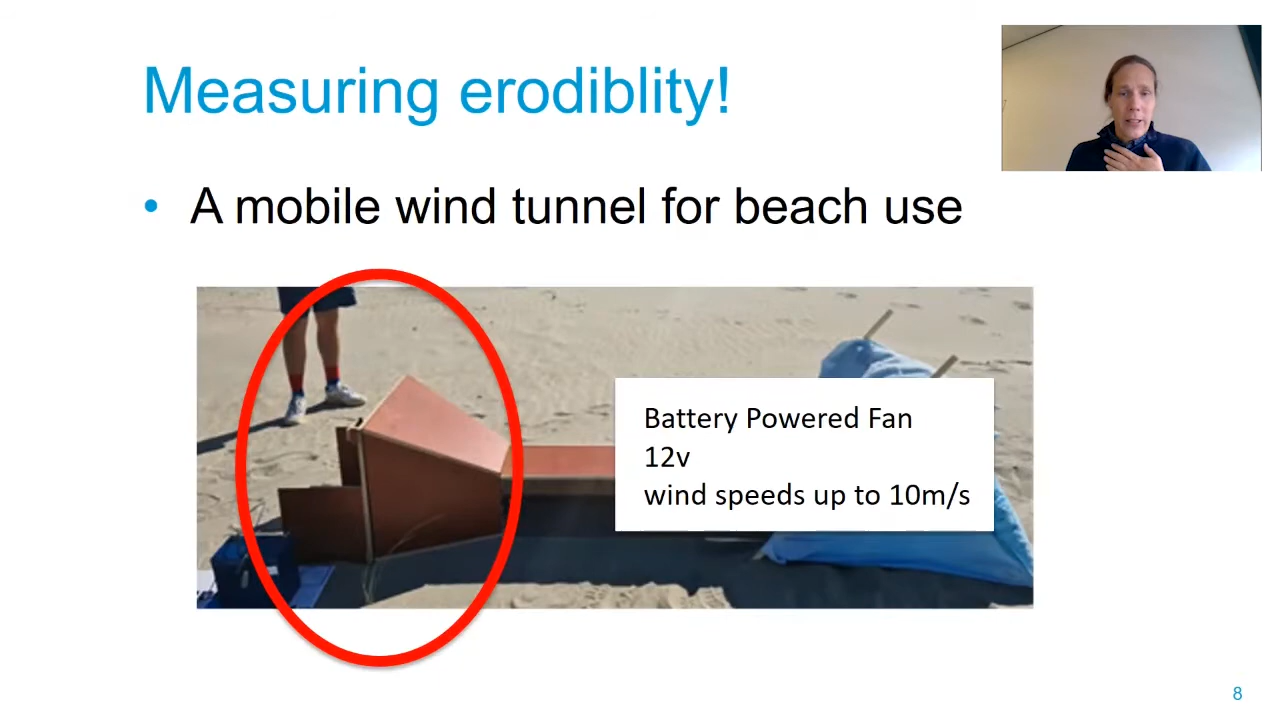 Measuring erodiblity!
• A mobile wind tunnel for beach use
Battery Powered Fan
12v
wind speeds up to 10m/s
8